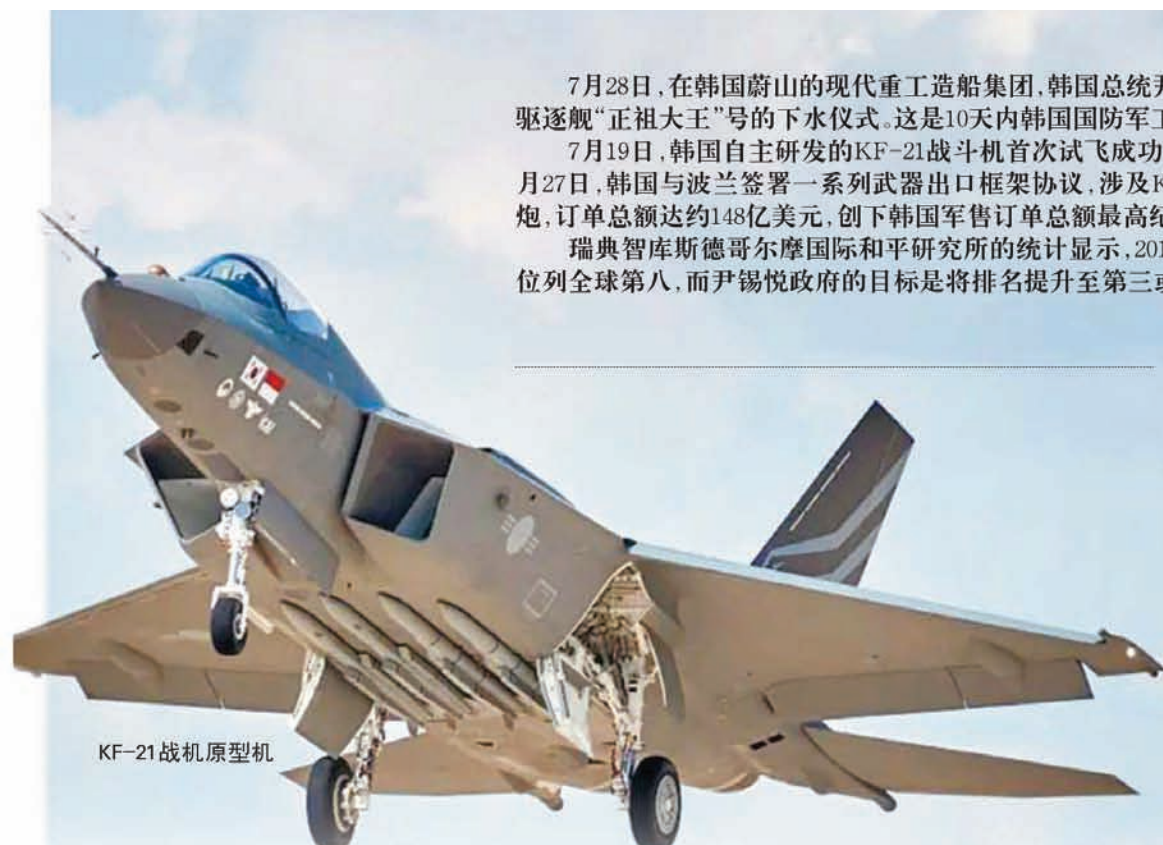 7月28日，在韩国蔚山的现代重工造船集团，韩国总统
驱逐舰“正祖大王”号的下水仪式。这是10天内韩国国防军工
7月19日，韩国自主研发的KF-21战斗机首次试飞成功
月27日，韩国与波兰签署一系列武器出口框架协议，涉及K
炮，订单总额达约148亿美元，创下韩国军售订单总额最高纪
瑞典智库斯德哥尔摩国际和平研究所的统计显示，201
位列全球第八，而尹锡悦政府的目标是将排名提升至第三或
KF-21战机原型机